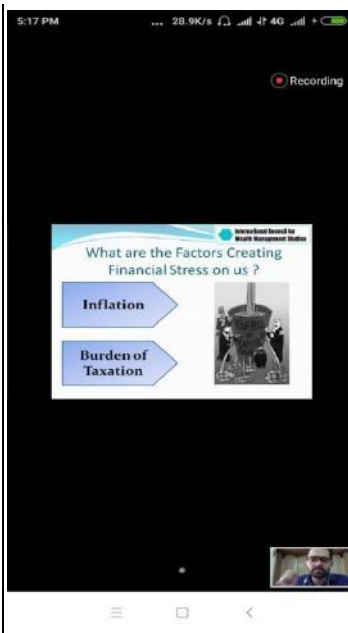 5:17 PM
... 28.9K/s 4G
Recording
International Council for
Wealth Management Studies
What are the Factors Creating
Financial Stress on us ?
Inflation
Burden of
Taxation